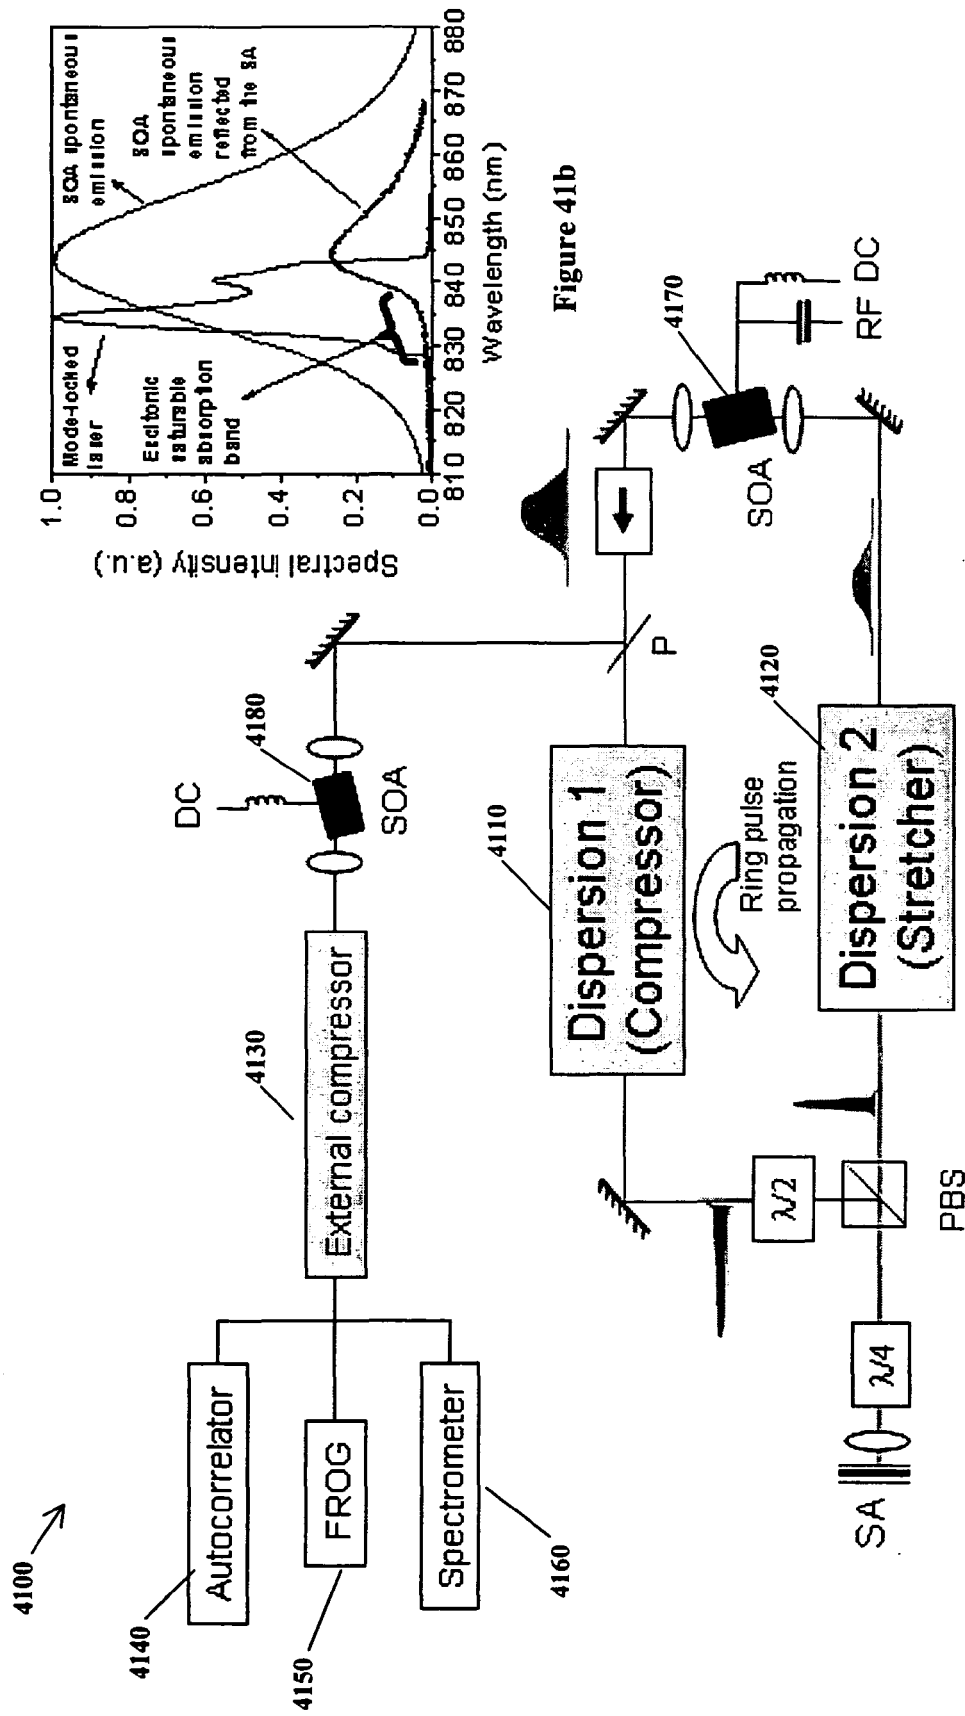 4100
4140
Autocorrelator
4150
FROG
4160
Spectrometer
4130
External compressor
DC
4180
SOA
1.0
0.8
0.6
0.4
0.2
0.0
Spectral intensity (a.u.)
810
820
830
840
850
860
870
880
Wavelength (nm)
Mode-locked
laser
Excitonic
saturable
absorption
band
SOA spontaneous
emission
SOA
spontaneous
emission
reflected
from the SA
Figure 41b
P
4110
Dispersion 1
(Compressor)
Ring pulse
propagation
4120
Dispersion 2
(Stretcher)
4170
SOA
RF
DC
λ/2
PBS
λ/4
SA